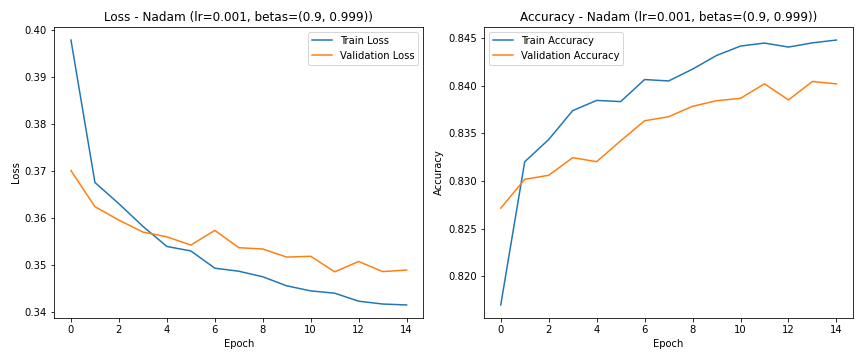 Loss - Nadam (lr=0.001, betas=(0.9, 0.999))
Train Loss
Validation Loss
0.40
0.39
0.38
0.37
0.36
0.35
0.34
Loss
0 2 4 6 8 10 12 14
Epoch
Accuracy - Nadam (lr=0.001, betas=(0.9, 0.999))
Train Accuracy
Validation Accuracy
0.845
0.840
0.835
0.830
0.825
0.820
Accuracy
0 2 4 6 8 10 12 14
Epoch